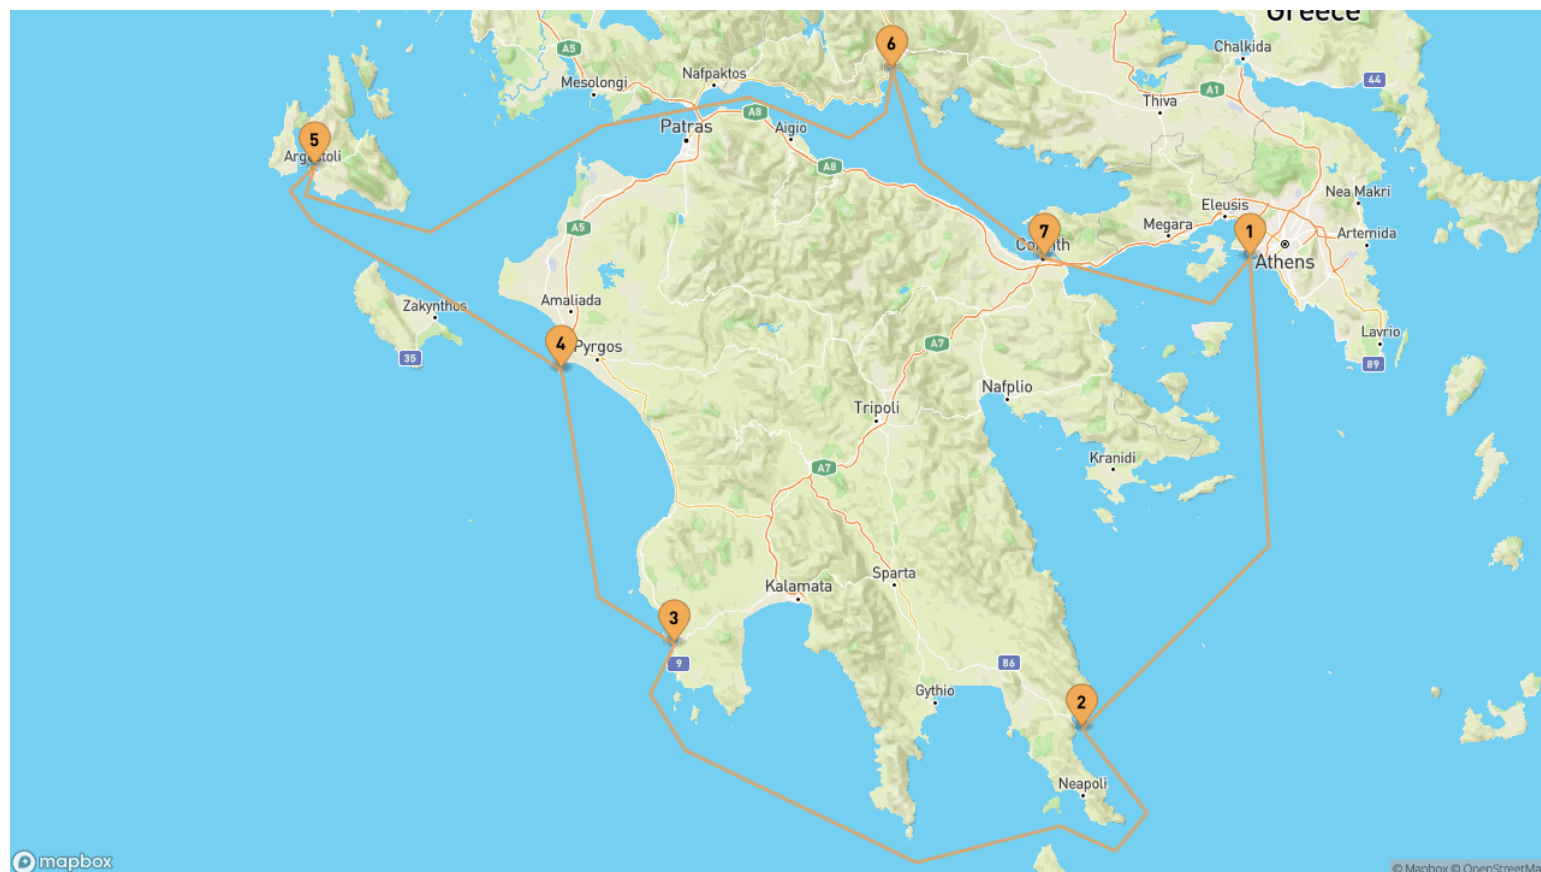 Greece
6
Chalkida
A5
Nafpaktos
44
Mesolongi
A1
Thiva
A8
Patras
Aigio
5
Argostoli
A8
Nea Makri
Eleusis
Megara
7
1
Artemida
A5
Corinth
Athens
Amaliada
Zakynthos
Lavrio
4
Pyrgos
A7
35
89
Nafplio
Tripoli
Kranidi
A7
Sparta
Kalamata
3
9
86
Gythio
2
Neapoli
mapbox
© Mapbox © OpenStreetMa